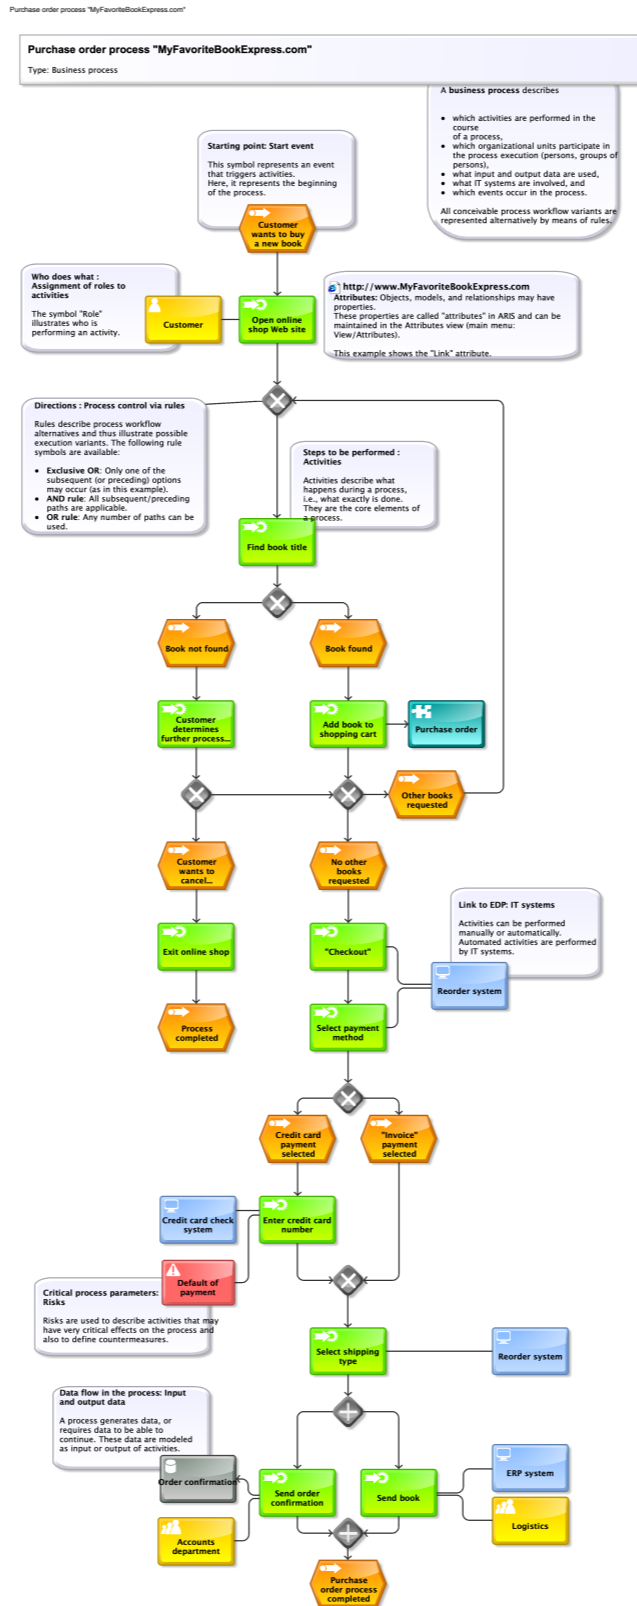 Purchase order process "MyFavoriteBookExpress.com"
Purchase order process "MyFavoriteBookExpress.com"
Type: Business process
A business process describes
• which activities are performed in the
course
of a process,
• which organizational units participate in
the process execution (persons, groups of
persons),
• what input and output data are used,
• what IT systems are involved, and
• which events occur in the process.
All conceivable process workflow variants are
represented alternatively by means of rules.
Starting point: Start event
This symbol represents an event
that triggers activities.
Here, it represents the beginning
of the process.
Customer
wants to buy
a new book
Who does what :
Assignment of roles to
activities
The symbol "Role"
illustrates who is
performing an activity.
Customer
Open online
shop Web site
http://www.MyFavoriteBookExpress.com
Attributes: Objects, models, and relationships may have
properties.
These properties are called "attributes" in ARIS and can be
maintained in the Attributes view (main menu:
View/Attributes).
This example shows the "Link" attribute.
Directions : Process control via rules
Rules describe process workflow
alternatives and thus illustrate possible
execution variants. The following rule
symbols are available:
• Exclusive OR: Only one of the
subsequent (or preceding) options
may occur (as in this example).
• AND rule: All subsequent/preceding
paths are applicable.
• OR rule: Any number of paths can be
used.
Steps to be performed :
Activities
Activities describe what
happens during a process,
i.e., what exactly is done.
They are the core elements of
a process.
Find book title
Book not found
Book found
Customer
determines
further process...
Add book to
shopping cart
Purchase order
Other books
requested
Customer
wants to
cancel...
No other
books
requested
Link to EDP: IT systems
Activities can be performed
manually or automatically.
Automated activities are performed
by IT systems.
Exit online shop
"Checkout"
Reorder system
Process
completed
Select payment
method
Credit card
payment
selected
"Invoice"
payment
selected
Credit card check
system
Enter credit card
number
Default of
payment
Critical process parameters:
Risks
Risks are used to describe activities that may
have very critical effects on the process and
also to define countermeasures.
Select shipping
type
Reorder system
Data flow in the process: Input
and output data
A process generates data, or
requires data to be able to
continue. These data are modeled
as input or output of activities.
Order confirmation
Send order
confirmation
Send book
ERP system
Accounts
department
Logistics
Purchase
order process
completed